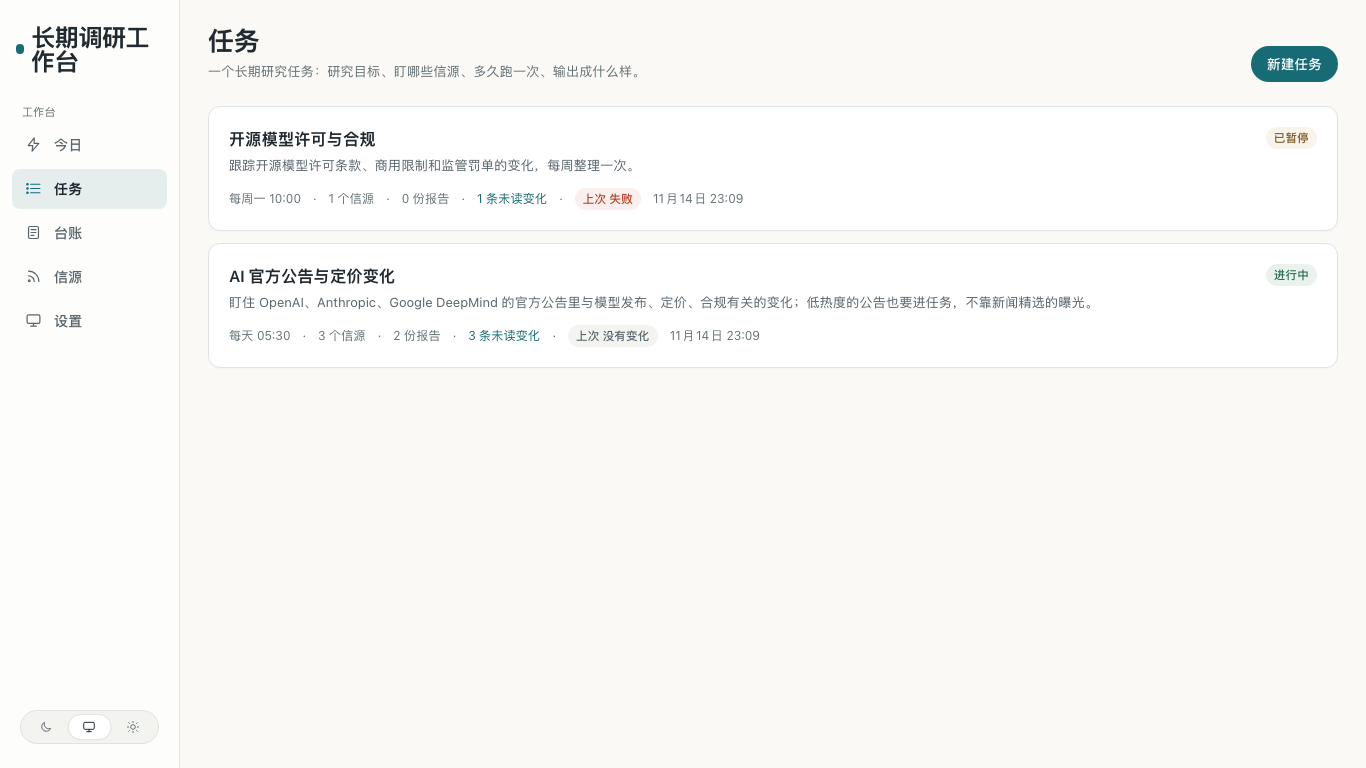 长期调研工
作台
工作台
今日
任务
台账
信源
设置
任务
一个长期研究任务：研究目标、盯哪些信源、多久跑一次、输出成什么样。
新建任务
开源模型许可与合规
已暂停
跟踪开源模型许可条款、商用限制和监管罚单的变化，每周整理一次。
每周一 10:00 · 1 个信源 · 0 份报告 · 1 条未读变化 · 上次 失败 11月14日 23:09
AI 官方公告与定价变化
进行中
盯住 OpenAI、Anthropic、Google DeepMind 的官方公告里与模型发布、定价、合规有关的变化；低热度的公告也要进任务，不靠新闻精选的曝光。
每天 05:30 · 3 个信源 · 2 份报告 · 3 条未读变化 · 上次 没有变化 11月14日 23:09